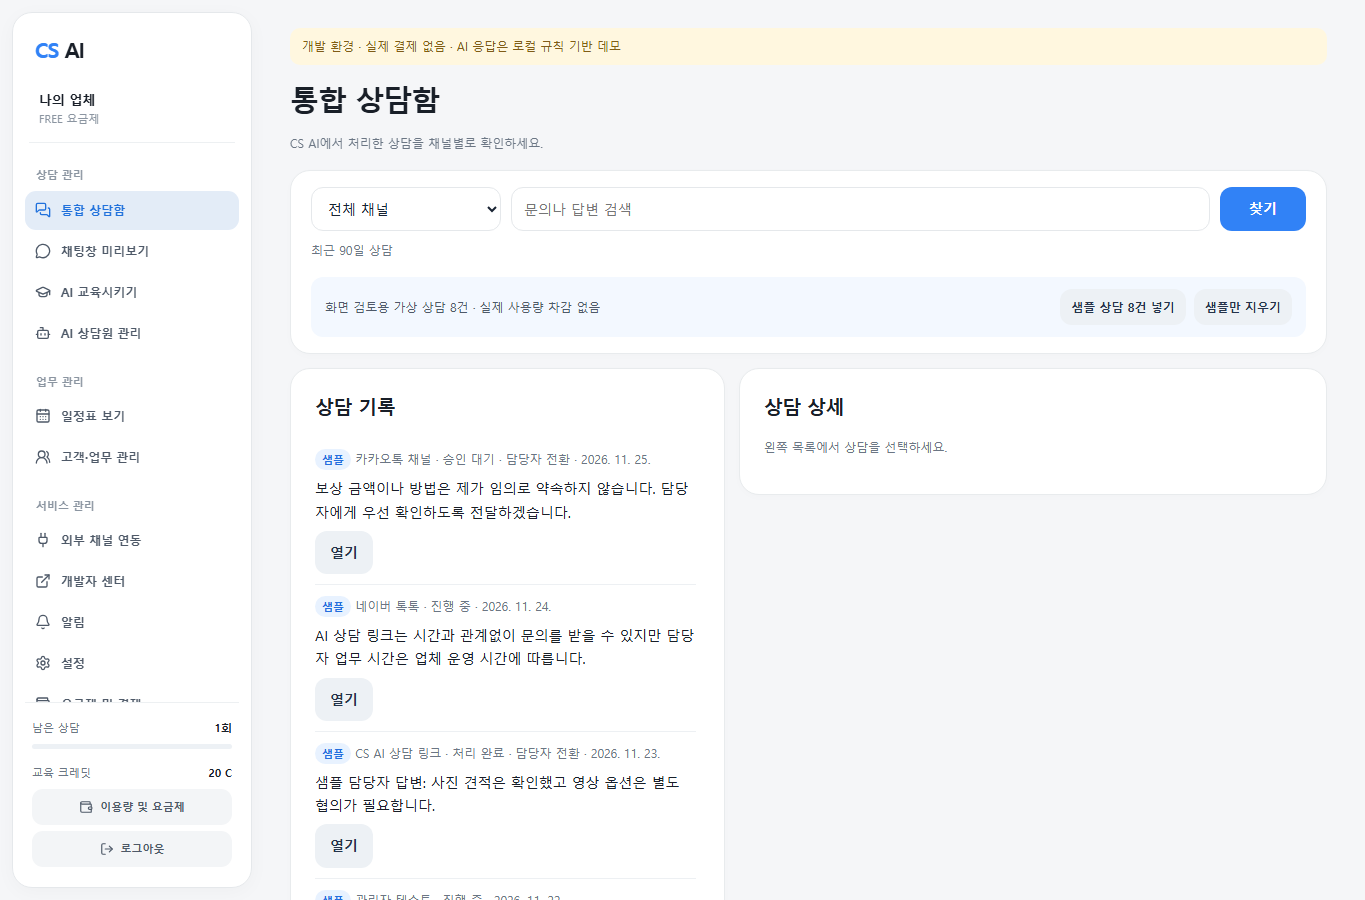 CS AI
나의 업체
FREE 요금제
상담 관리
통합 상담함
채팅창 미리보기
AI 교육시키기
AI 상담원 관리
업무 관리
일정표 보기
고객·업무 관리
서비스 관리
외부 채널 연동
개발자 센터
알림
설정
남은 상담 1회
교육 크레딧 20 C
이용량 및 요금제
로그아웃
개발 환경 · 실제 결제 없음 · AI 응답은 로컬 규칙 기반 데모
통합 상담함
CS AI에서 처리한 상담을 채널별로 확인하세요.
전체 채널 문의나 답변 검색 찾기
최근 90일 상담
화면 검토용 가상 상담 8건 · 실제 사용량 차감 없음 샘플 상담 8건 넣기 샘플만 지우기
상담 기록
샘플 카카오톡 채널 · 승인 대기 · 담당자 전환 · 2026. 11. 25.
보상 금액이나 방법은 제가 임의로 약속하지 않습니다. 담당
자에게 우선 확인하도록 전달하겠습니다.
열기
샘플 네이버 톡톡 · 진행 중 · 2026. 11. 24.
AI 상담 링크는 시간과 관계없이 문의를 받을 수 있지만 담당
자 업무 시간은 업체 운영 시간에 따릅니다.
열기
샘플 CS AI 상담 링크 · 처리 완료 · 담당자 전환 · 2026. 11. 23.
샘플 담당자 답변: 사진 견적은 확인했고 영상 옵션은 별도
협의가 필요합니다.
열기
샘플 관리자 테스트 · 진행 중 · 2026. 11. 22.
상담 상세
왼쪽 목록에서 상담을 선택하세요.